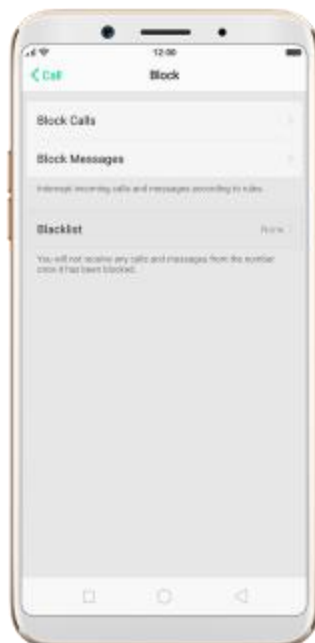 12:00
Call
Block
Block Calls
Block Messages
Intercept incoming calls and messages according to rules.
Blacklist
None
You will not receive any calls and messages from the number
once it has been blocked.